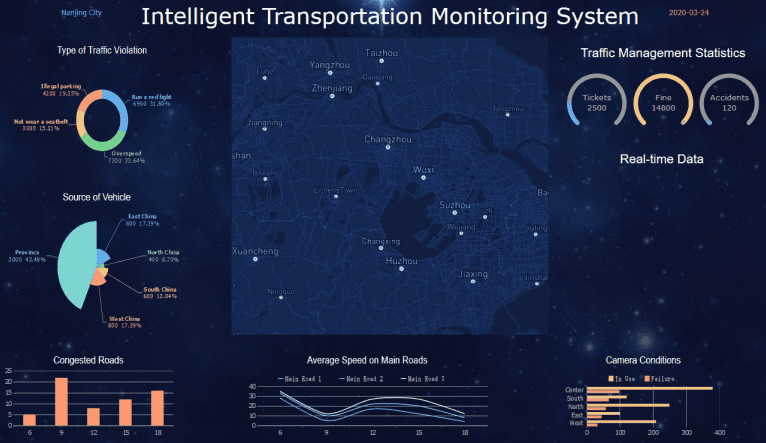 Nanjing City
Intelligent Transportation Monitoring System
2020-03-24
Type of Traffic Violation
Illegal parking
4200 19.35%
Run a red light
6900 31.80%
Not wear a seatbelt
3300 15.21%
Overspeed
7300 33.64%
Source of Vehicle
East China
800 17.39%
Province
2000 43.48%
North China
400 8.70%
South China
600 13.04%
West China
800 17.39%
Taizhou
Yangzhou
Luhe
Gaogang
Zhenjiang
Jiangning
Changzhou
shan
Wuxi
Licheng Town
Suzhou
Ba
Wujiang
Changxing
Xuancheng
Huzhou
Jiaxing
Jinshan
Ningguo
Traffic Management Statistics
Tickets
2500
Fine
14800
Accidents
120
Real-time Data
Congested Roads
25
20
15
10
5
0
6 9 12 8 18
Average Speed on Main Roads
Main Road 1 Main Road 2 Main Road 3
40
30
20
10
0
6 9 12 15 18
Camera Conditions
In Use Failure
Center
South
North
East
West
0 100 200 300 400